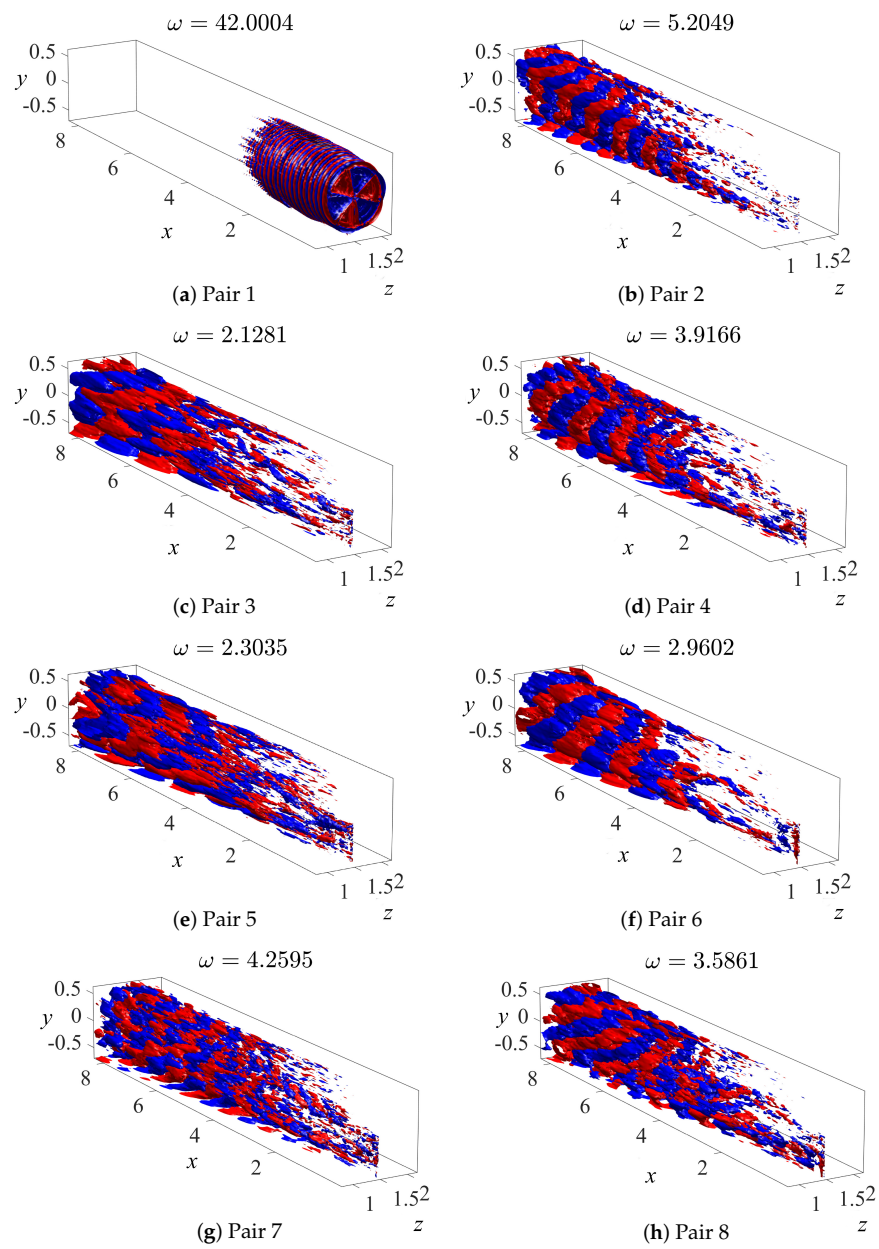 ω = 42.0004
0.5
y 0
-0.5
8
6
4
2
x
1 1.5 2
z
(a) Pair 1
ω = 5.2049
0.5
y 0
-0.5
8
6
4
2
x
1 1.5 2
z
(b) Pair 2
ω = 2.1281
0.5
y 0
-0.5
8
6
4
2
x
1 1.5 2
z
(c) Pair 3
ω = 3.9166
0.5
y 0
-0.5
8
6
4
2
x
1 1.5 2
z
(d) Pair 4
ω = 2.3035
0.5
y 0
-0.5
8
6
4
2
x
1 1.5 2
z
(e) Pair 5
ω = 2.9602
0.5
y 0
-0.5
8
6
4
2
x
1 1.5 2
z
(f) Pair 6
ω = 4.2595
0.5
y 0
-0.5
8
6
4
2
x
1 1.5 2
z
(g) Pair 7
ω = 3.5861
0.5
y 0
-0.5
8
6
4
2
x
1 1.5 2
z
(h) Pair 8